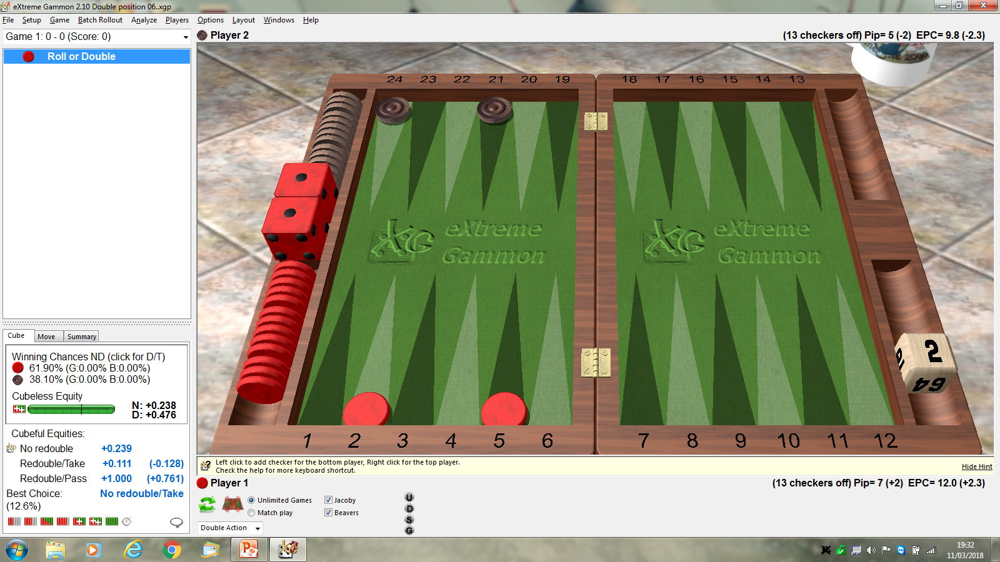 eXtreme Gammon 2.10 Double position 06..xgp
File Setup Game Batch Rollout Analyze Players Options Layout Windows Help
Game 1: 0 - 0 (Score: 0)
Roll or Double
Player 2
(13 checkers off) Pip= 5 (-2) EPC= 9.8 (-2.3)
24 23 22 21 20 19 18 17 16 15 14 13
eXtreme Gammon
eXtreme Gammon
XG
XG
2
64
1 2 3 4 5 6 7 8 9 10 11 12
Cube Move Summary
Winning Chances ND (click for D/T)
61.90% (G:0.00% B:0.00%)
38.10% (G:0.00% B:0.00%)
Cubeless Equity
N: +0.238
D: +0.476
Cubeful Equities:
No redouble +0.239
Redouble/Take +0.111 (-0.128)
Redouble/Pass +1.000 (+0.761)
Best Choice: No redouble/Take
(12.6%)
Left click to add checker for the bottom player, Right click for the top player.
Check the help for more keyboard shortcut.
Hide Hint
Player 1
(13 checkers off) Pip= 7 (+2) EPC= 12.0 (+2.3)
Unlimited Games
Match play
Jacoby
Beavers
Double Action
U
D
S
G
19:32
11/03/2018